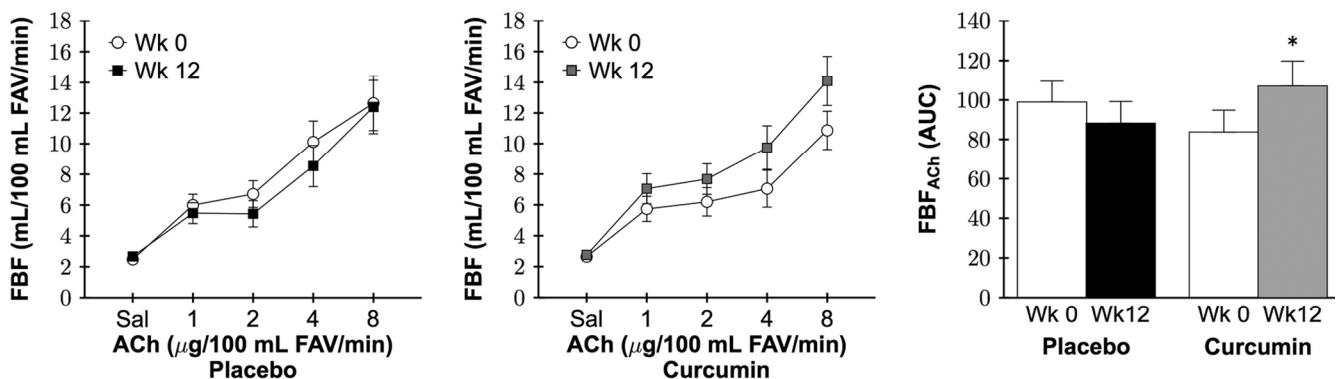 FBF (mL/100 mL FAV/min)
18
16
14
12
10
8
6
4
2
0
Wk 0
Wk 12
Sal 1 2 4 8
ACh (μg/100 mL FAV/min)
Placebo
FBF (mL/100 mL FAV/min)
18
16
14
12
10
8
6
4
2
0
Wk 0
Wk 12
Sal 1 2 4 8
ACh (μg/100 mL FAV/min)
Curcumin
FBF_ACh (AUC)
140
120
100
80
60
40
20
0
*
Wk 0 Wk12 Wk 0 Wk12
Placebo Curcumin